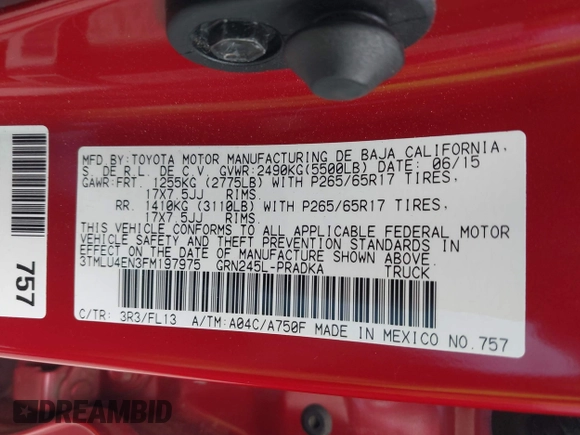 MFD.BY:TOYOTA MOTOR MANUFACTURING DE BAJA CALIFORNIA,
S. DE R.L. DE C.V. GVWR:2490KG(5500LB) DATE: 06/15
GAWR:FRT. 1255KG (2775LB) WITH P265/65R17 TIRES,
17X7.5JJ RIMS.
RR. 1410KG (3110LB) WITH P265/65R17 TIRES,
17X7.5JJ RIMS.
THIS VEHICLE CONFORMS TO ALL APPLICABLE FEDERAL MOTOR
VEHICLE SAFETY AND THEFT PREVENTION STANDARDS IN
EFFECT ON THE DATE OF MANUFACTURE SHOWN ABOVE.
3TMLU4EN3FM197975 GRN245L-PRADKA TRUCK
C/TR: 3R3/FL13 A/TM:A04C/A750F MADE IN MEXICO NO.757
757
DREAMBID